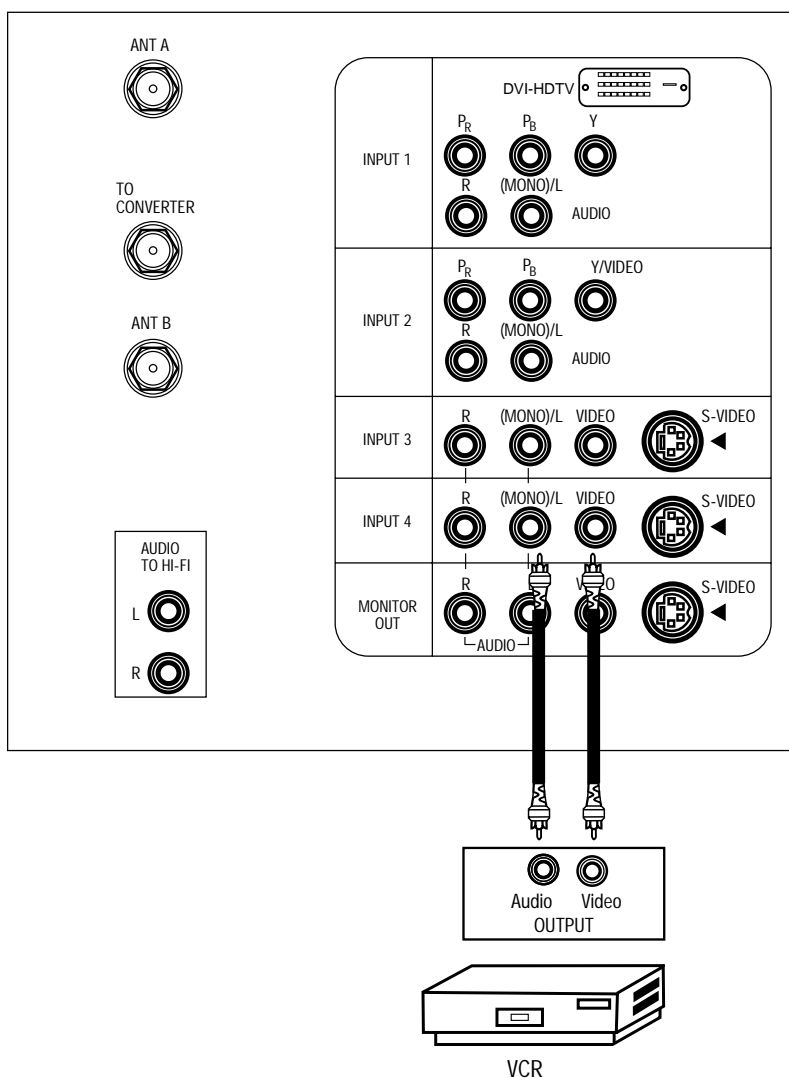 ANT A
TO
CONVERTER
ANT B
AUDIO
TO HI-FI
L
R
INPUT 1
DVI-HDTV
PR PB Y
R (MONO)/L AUDIO
INPUT 2
PR PB Y/VIDEO
R (MONO)/L AUDIO
INPUT 3
R (MONO)/L VIDEO S-VIDEO
INPUT 4
R (MONO)/L VIDEO S-VIDEO
MONITOR
OUT
R S-VIDEO
AUDIO
Audio Video
OUTPUT
VCR